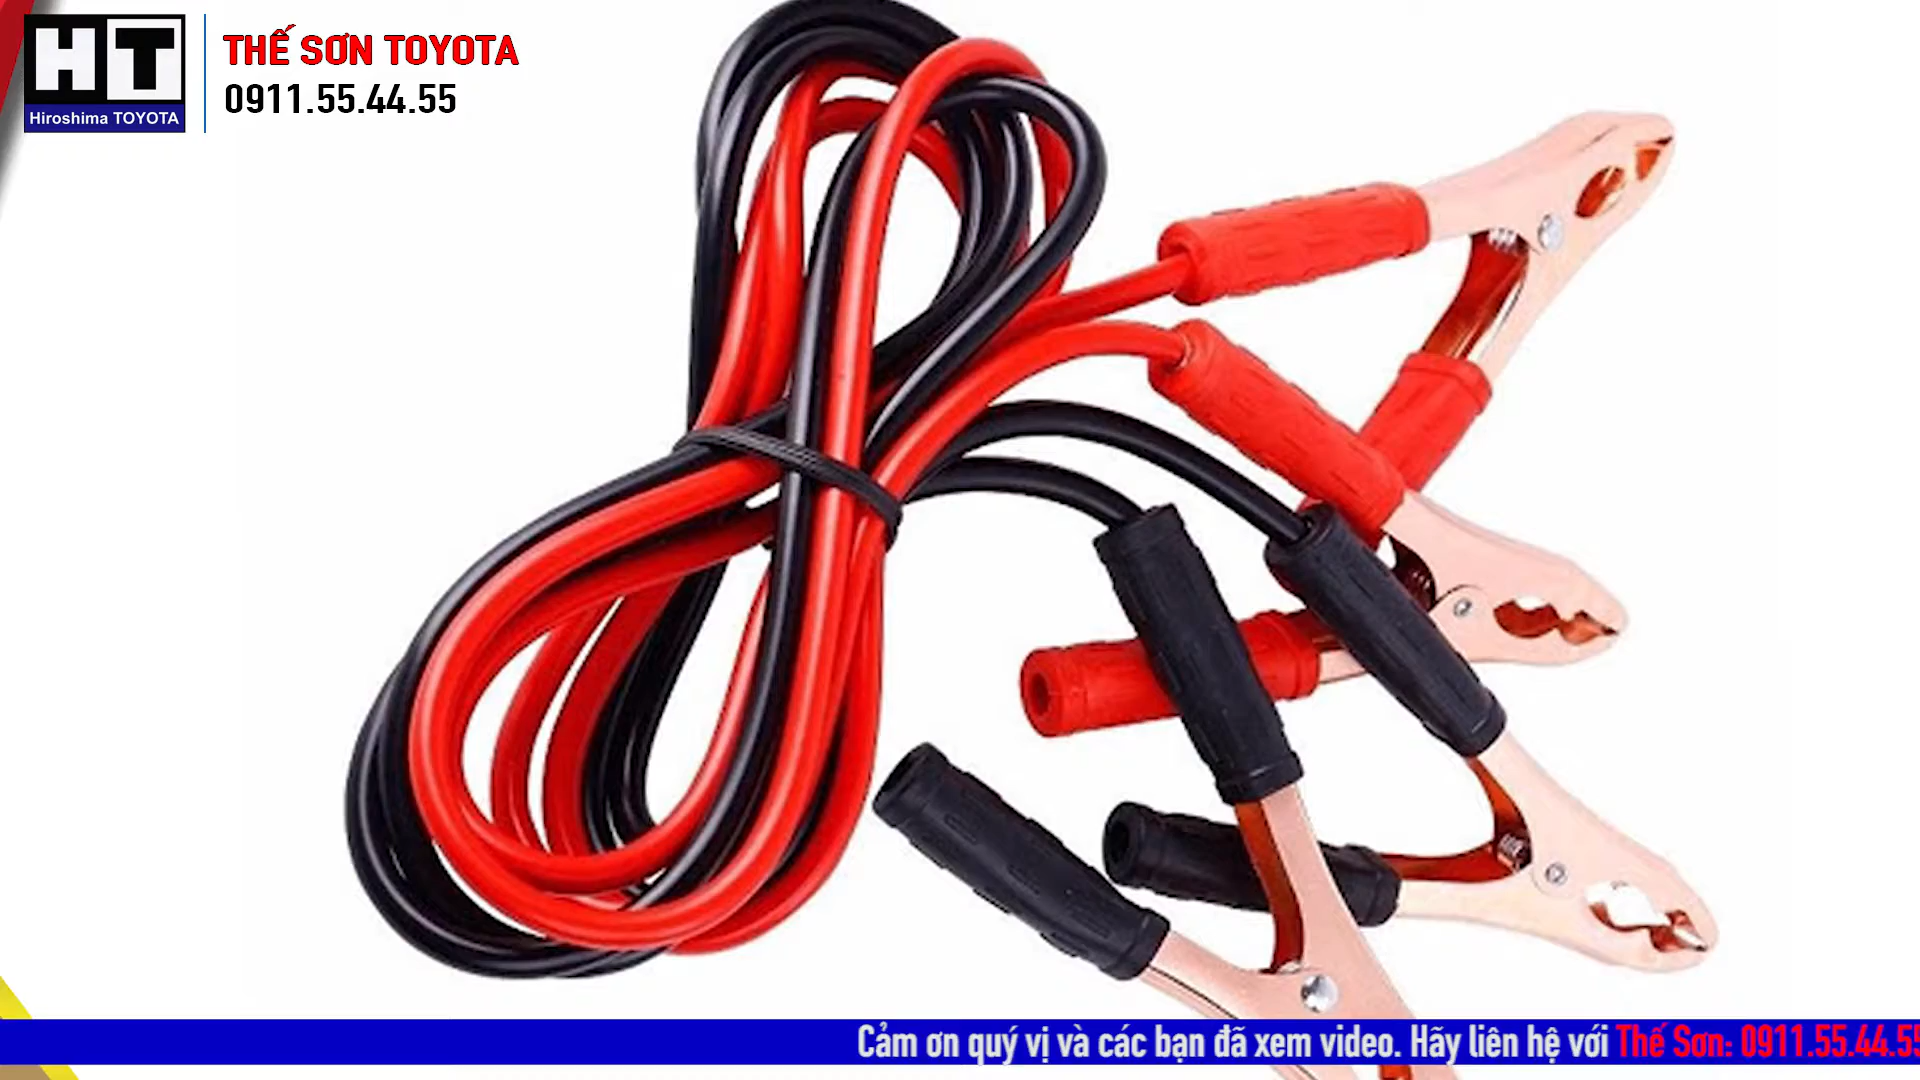 HT
Hiroshima TOYOTA
THẾ SƠN TOYOTA
0911.55.44.55
Cảm ơn quý vị và các bạn đã xem video. Hãy liên hệ với Thế Sơn: 0911.55.44.55